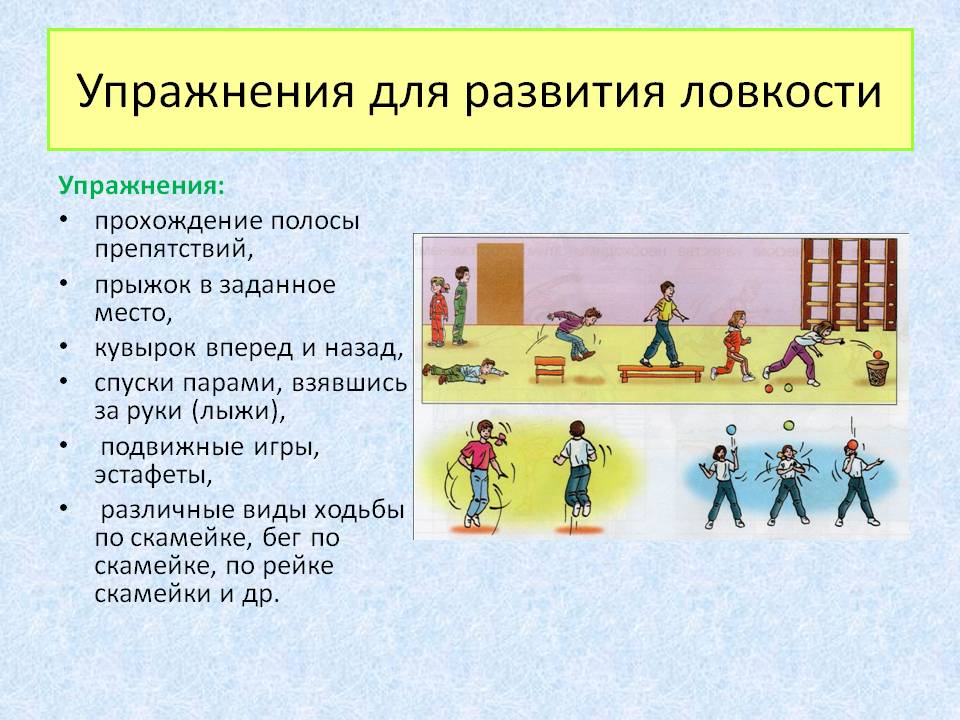 Упражнения для развития ловкости
Упражнения:
• прохождение полосы
препятствий,
• прыжок в заданное
место,
• кувырок вперед и назад,
• спуски парами, взявшись
за руки (лыжи),
• подвижные игры,
эстафеты,
• различные виды ходьбы
по скамейке, бег по
скамейке, по рейке
скамейки и др.